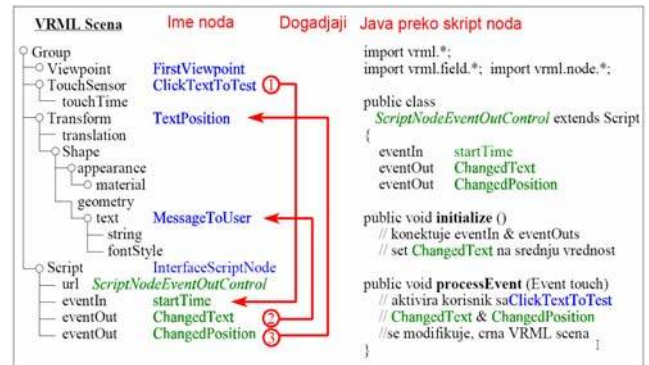 VRML Scena
Ime noda
Dogadjaji
Java preko skript noda
Group
Viewpoint FirstViewpoint
TouchSensor ClickTextToTest 1
touchTime
Transform TextPosition
translation
Shape
appearance
material
geometry
text MessageToUser
string
fontStyle
Script InterfaceScriptNode
url ScriptNodeEventOutControl
eventIn startTime
eventOut ChangedText 2
eventOut ChangedPosition 3
import vrml.*;
import vrml.field.*; import vrml.node.*;
public class
ScriptNodeEventOutControl extends Script
{
eventIn startTime
eventOut ChangedText
eventOut ChangedPosition
public void initialize ()
// konektuje eventIn & eventOuts
// set ChangedText na srednju vrednost
public void processEvent (Event touch)
// aktivira korisnik saClickTextToTest
// ChangedText & ChangedPosition
//se modifikuje, crna VRML scena
}